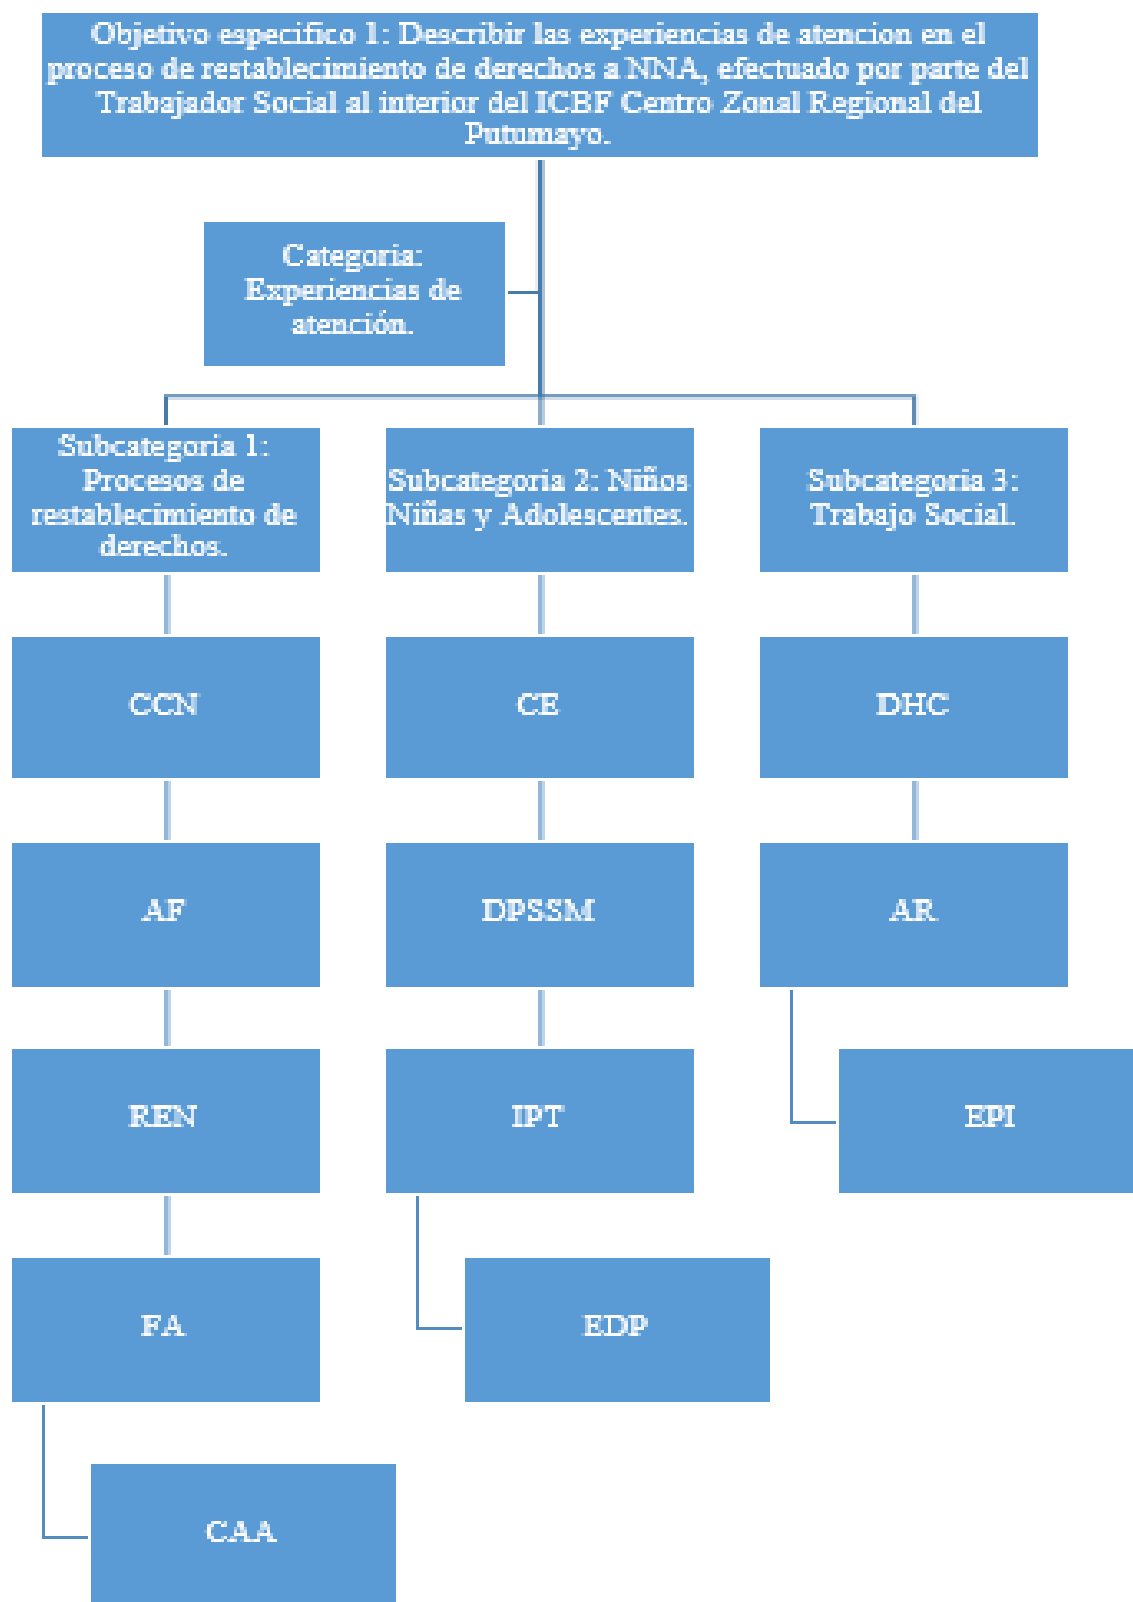 Objetivo especifico 1: Describir las experiencias de atencion en el
proceso de restablecimiento de derechos a NNA, efectuado por parte del
Trabajador Social al interior del ICBF Centro Zonal Regional del
Putumayo.
Categoria:
Experiencias de
atención.
Subcategoria 1:
Procesos de
restablecimiento de
derechos.
Subcategoria 2: Niños
Niñas y Adolescentes.
Subcategoria 3:
Trabajo Social.
CCN
CE
DHC
AF
DPSSM
AR
REN
IPT
EPI
FA
EDP
CAA